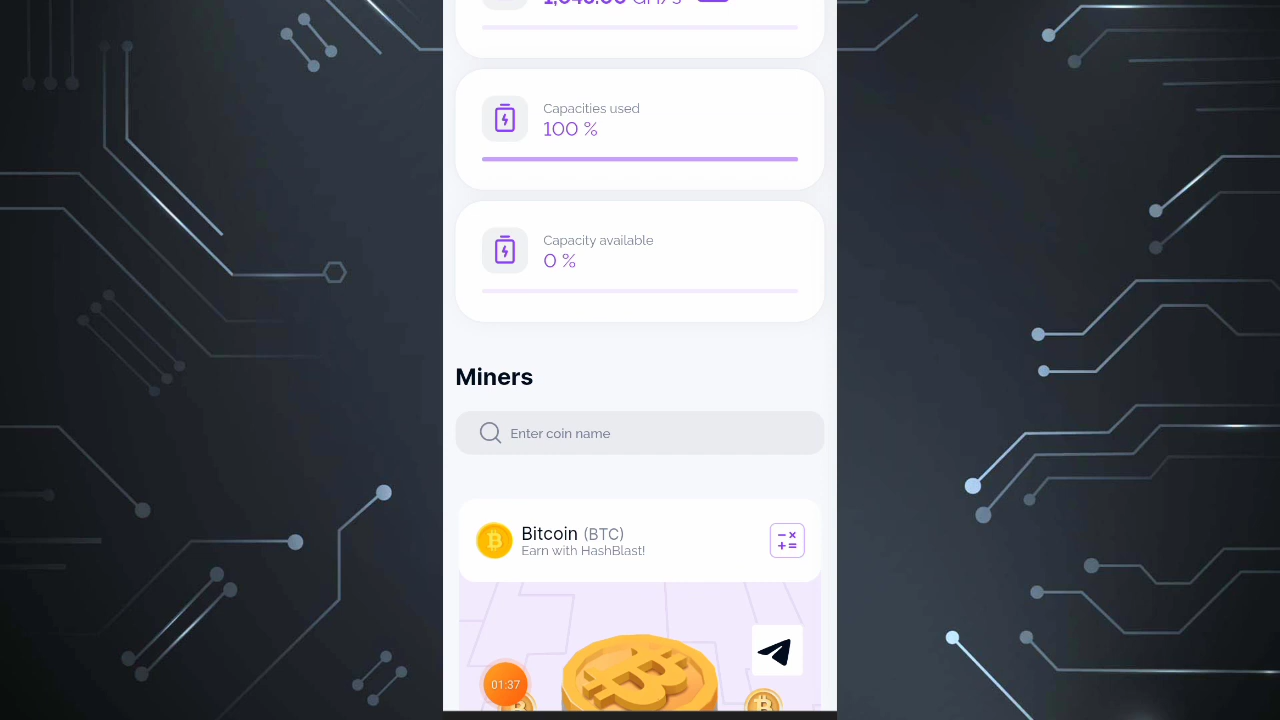 Capacities used
100 %
Capacity available
0 %
Miners
Enter coin name
Bitcoin (BTC)
Earn with HashBlast!
01:37